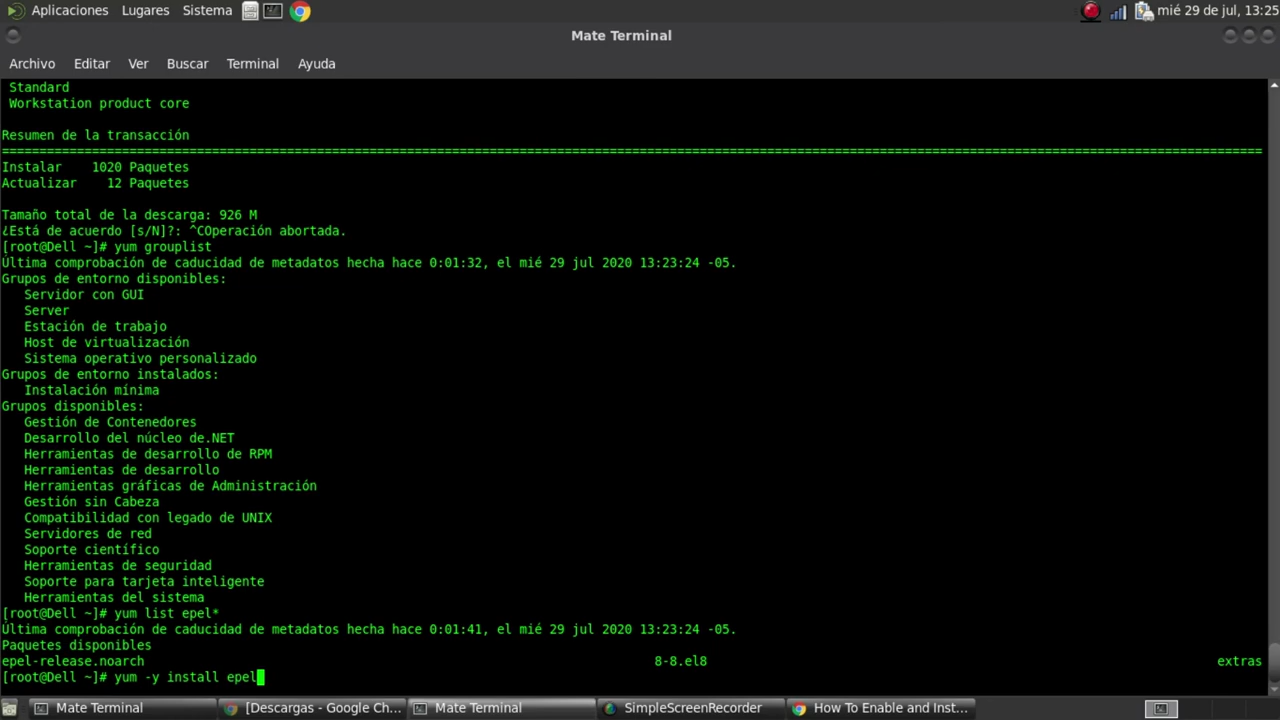 Aplicaciones Lugares Sistema mié 29 de jul, 13:25
Mate Terminal
Archivo Editar Ver Buscar Terminal Ayuda
Standard
Workstation product core
Resumen de la transacción
================================================================================================================================================================================
Instalar 1020 Paquetes
Actualizar 12 Paquetes
Tamaño total de la descarga: 926 M
¿Está de acuerdo [s/N]?: ^COperación abortada.
[root@Dell ~]# yum grouplist
Última comprobación de caducidad de metadatos hecha hace 0:01:32, el mié 29 jul 2020 13:23:24 -05.
Grupos de entorno disponibles:
Servidor con GUI
Server
Estación de trabajo
Host de virtualización
Sistema operativo personalizado
Grupos de entorno instalados:
Instalación mínima
Grupos disponibles:
Gestión de Contenedores
Desarrollo del núcleo de.NET
Herramientas de desarrollo de RPM
Herramientas de desarrollo
Herramientas gráficas de Administración
Gestión sin Cabeza
Compatibilidad con legado de UNIX
Servidores de red
Soporte científico
Herramientas de seguridad
Soporte para tarjeta inteligente
Herramientas del sistema
[root@Dell ~]# yum list epel*
Última comprobación de caducidad de metadatos hecha hace 0:01:41, el mié 29 jul 2020 13:23:24 -05.
Paquetes disponibles
epel-release.noarch 8-8.el8 extras
[root@Dell ~]# yum -y install epel
Mate Terminal [Descargas - Google Ch... Mate Terminal SimpleScreenRecorder How To Enable and Inst...